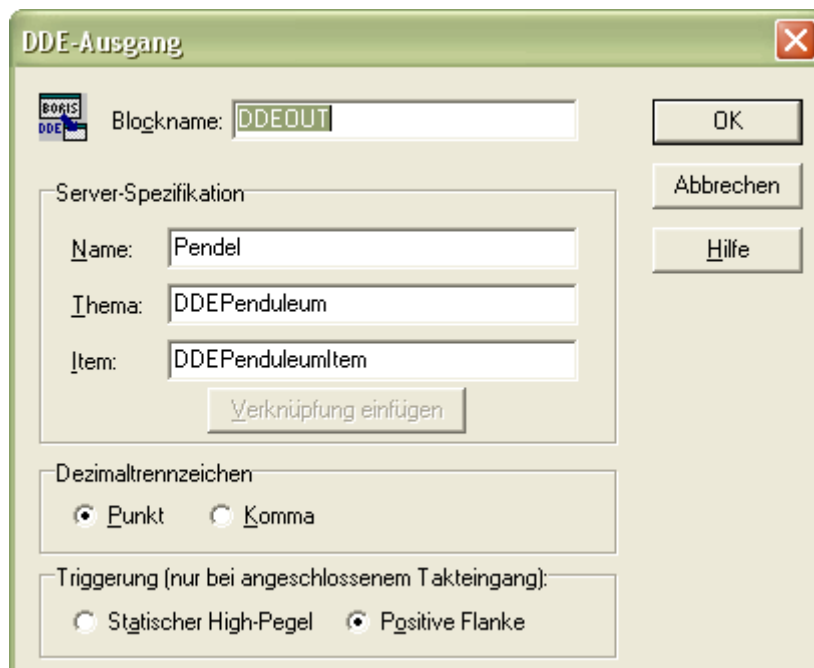 DDE-Ausgang
BORIS
DDE
Blockname: DDEOUT
OK
Abbrechen
Hilfe
Server-Spezifikation
Name: Pendel
Thema: DDEPenduleum
Item: DDEPenduleumItem
Verknüpfung einfügen
Dezimaltrennzeichen
Punkt Komma
Triggerung (nur bei angeschlossenem Takteingang):
Statischer High-Pegel Positive Flanke